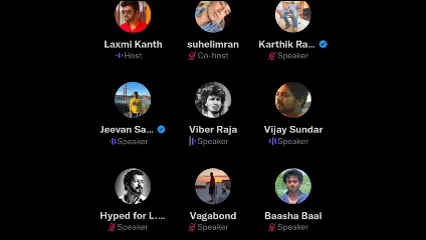 Laxmi Kanth
suhelimran
Karthik Ra...
Host
Co-host
Speaker
Jeevan Sa...
Viber Raja
Vijay Sundar
Speaker
Speaker
Speaker
Hyped for L....
Vagabond
Baasha Baai
Speaker
Speaker
Speaker